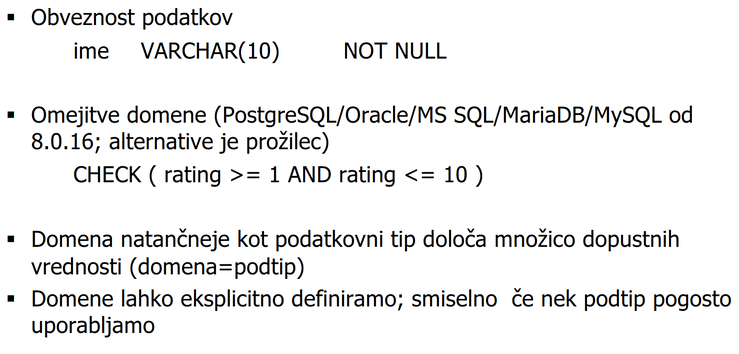 ▪ Obveznost podatkov
ime VARCHAR(10) NOT NULL
▪ Omejitve domene (PostgreSQL/Oracle/MS SQL/MariaDB/MySQL od
8.0.16; alternative je prožilec)
CHECK ( rating >= 1 AND rating <= 10 )
▪ Domena natančneje kot podatkovni tip določa množico dopustnih
vrednosti (domena=podtip)
▪ Domene lahko eksplicitno definiramo; smiselno če nek podtip pogosto
uporabljamo